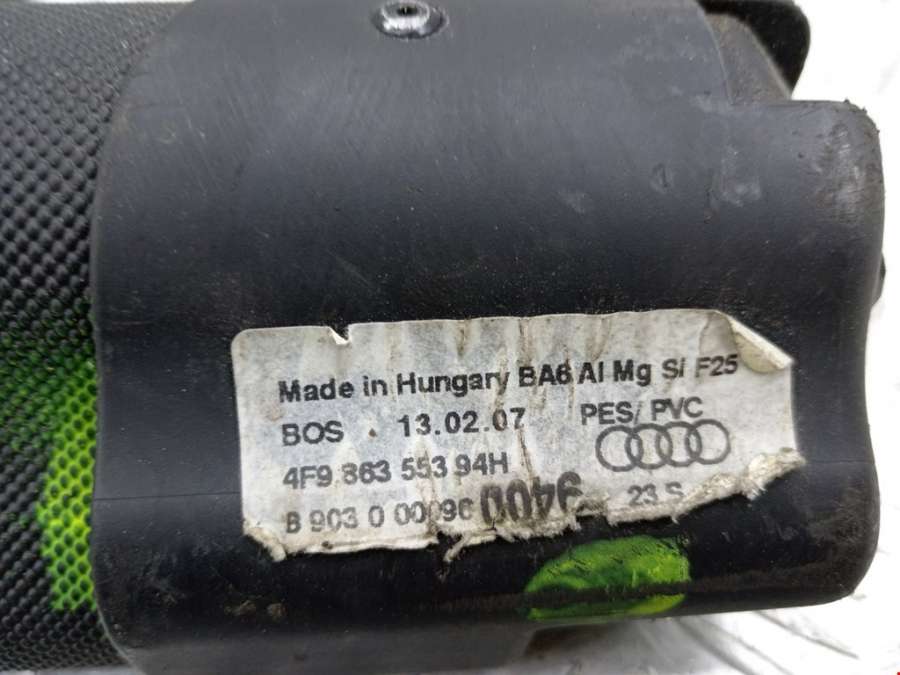 Made in Hungary BA6 Al Mg Si F25
BOS . 13.02.07 PES/ PVC
4F9 863 553 94H
B 903 0 00096 9400 23 S